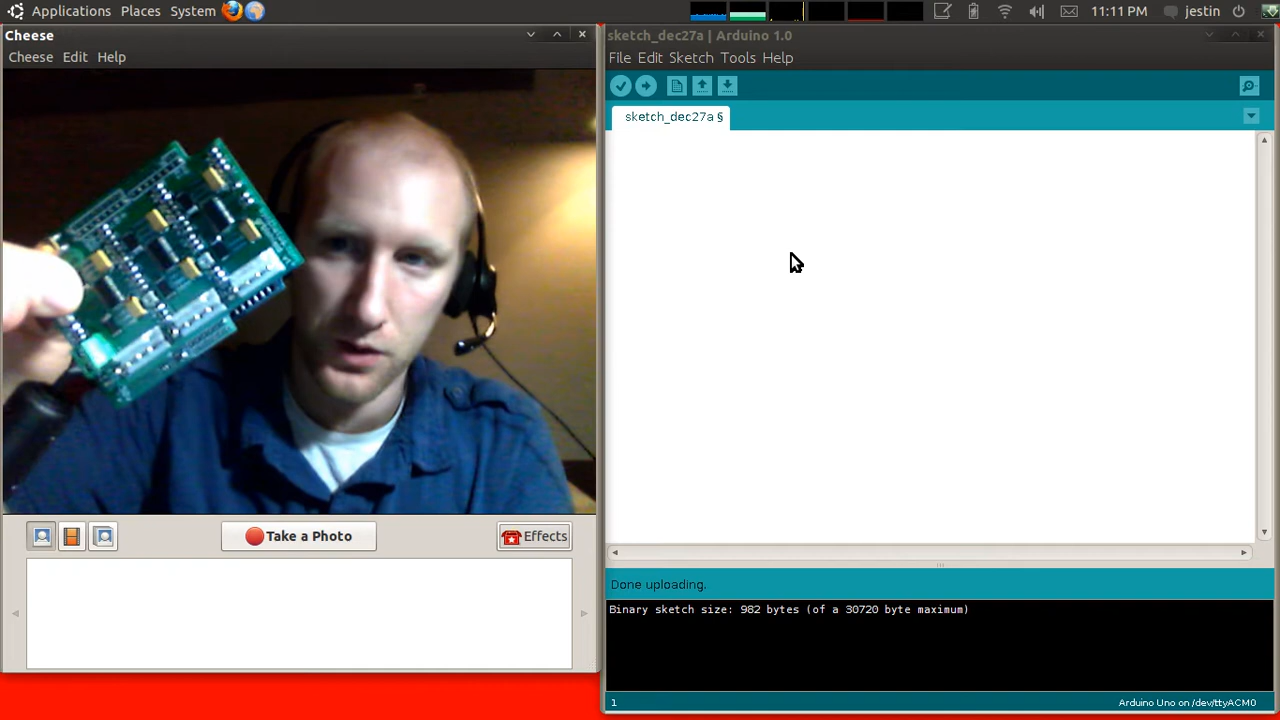 Applications Places System 11:11 PM jestin
Cheese
Cheese Edit Help
Take a Photo
Effects
sketch_dec27a | Arduino 1.0
File Edit Sketch Tools Help
sketch_dec27a §
Done uploading.
Binary sketch size: 982 bytes (of a 30720 byte maximum)
1 Arduino Uno on /dev/ttyACM0